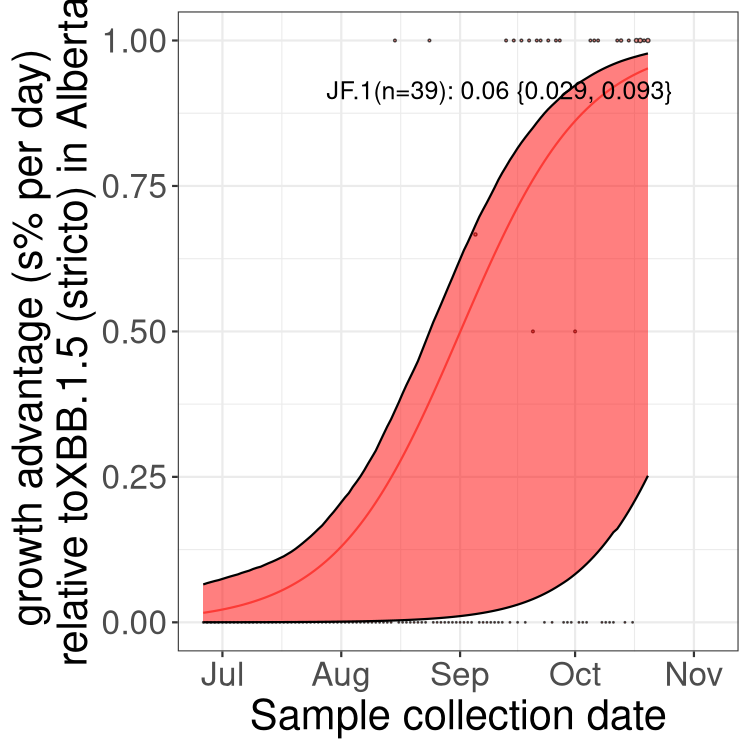 growth advantage (s% per day)
relative toXBB.1.5 (stricto) in Alberta
1.00
0.75
0.50
0.25
0.00
JF.1(n=39): 0.06 {0.029, 0.093}
Jul Aug Sep Oct Nov
Sample collection date